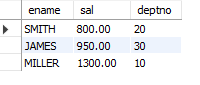 ename sal deptno
SMITH 800.00 20
JAMES 950.00 30
MILLER 1300.00 10